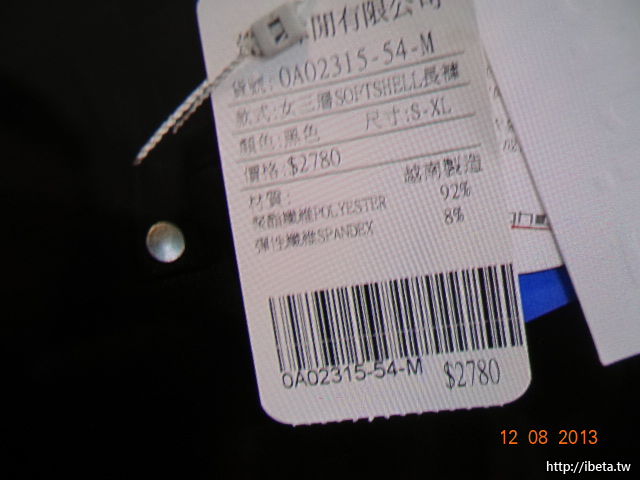 開有限公司
貨號:0A02315-54-M
款式:女三層SOFTSHELL長褲
顏色:黑色 尺寸:S-XL
價格:$2780
材質: 越南製造
聚酯纖維POLYESTER 92%
彈性纖維SPANDEX 8%
0A02315-54-M $2780
12 08 2013
http://ibeta.tw